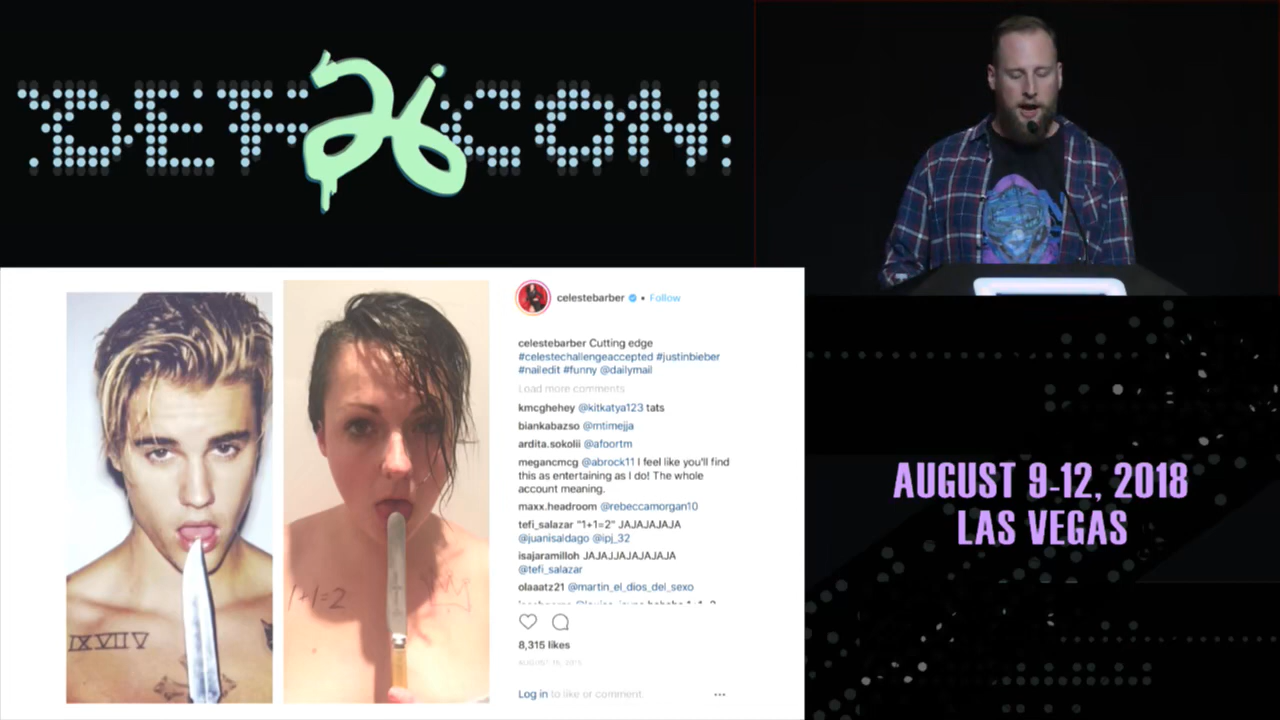 DEF CON
26
celestebarber • Follow
celestebarber Cutting edge
#celestechallengeaccepted #justinbieber
#nailedit #funny @dailymail
Load more comments
kmcghehey @kitkatya123 tats
biankabazso @mtimejja
ardita.sokolii @afoortm
megancmcg @abrock11 I feel like you'll find
this as entertaining as I do! The whole
account meaning.
maxx.headroom @rebeccamorgan10
tefi_salazar "1+1=2" JAJAJAJAJA
@juanisaldago @ipj_32
isajaramilloh JAJAJJAJAJAJAJA
@tefi_salazar
olaaatz21 @martin_el_dios_del_sexo
8,315 likes
Log in to like or comment
IXVIIV
1+1=2
AUGUST 9-12, 2018
LAS VEGAS